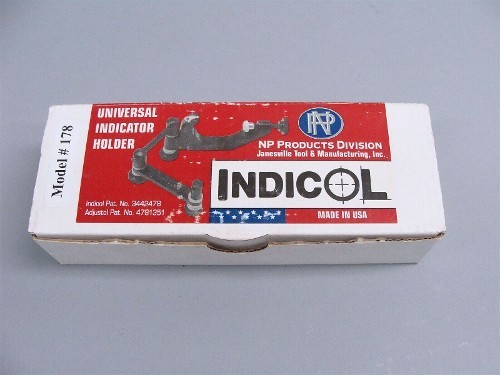 Model # 178
UNIVERSAL
INDICATOR
HOLDER
NP
NP PRODUCTS DIVISION
Janesville Tool & Manufacturing, Inc.
INDICOL
MADE IN USA
Indicol Pat. No. 3442478
Adjustol Pat. No. 4781251